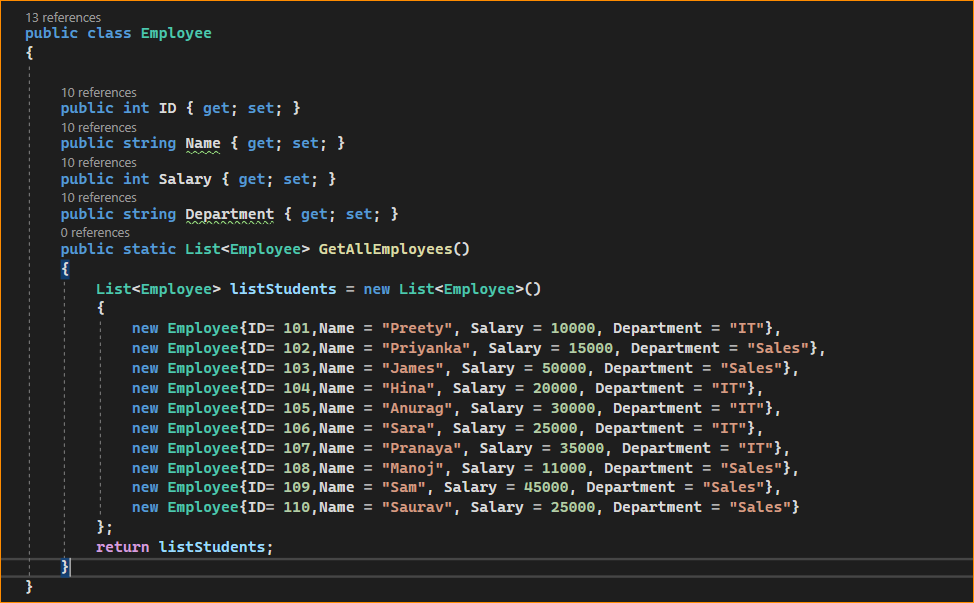 13 references
public class Employee
{
10 references
public int ID { get; set; }
10 references
public string Name { get; set; }
10 references
public int Salary { get; set; }
10 references
public string Department { get; set; }
0 references
public static List<Employee> GetAllEmployees()
{
List<Employee> listStudents = new List<Employee>()
{
new Employee{ID= 101,Name = "Preety", Salary = 10000, Department = "IT"},
new Employee{ID= 102,Name = "Priyanka", Salary = 15000, Department = "Sales"},
new Employee{ID= 103,Name = "James", Salary = 50000, Department = "Sales"},
new Employee{ID= 104,Name = "Hina", Salary = 20000, Department = "IT"},
new Employee{ID= 105,Name = "Anurag", Salary = 30000, Department = "IT"},
new Employee{ID= 106,Name = "Sara", Salary = 25000, Department = "IT"},
new Employee{ID= 107,Name = "Pranaya", Salary = 35000, Department = "IT"},
new Employee{ID= 108,Name = "Manoj", Salary = 11000, Department = "Sales"},
new Employee{ID= 109,Name = "Sam", Salary = 45000, Department = "Sales"},
new Employee{ID= 110,Name = "Saurav", Salary = 25000, Department = "Sales"}
};
return listStudents;
}
}